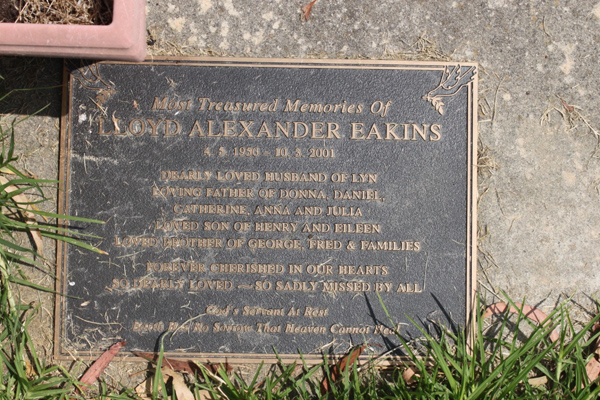 Most Treasured Memories Of
LLOYD ALEXANDER EAKINS
4.5.1936 - 10.5.2001
DEARLY LOVED HUSBAND OF LYN
LOVING FATHER OF DONNA, DANIEL,
CATHERINE, ANNA AND JULIA
LOVED SON OF HENRY AND EILEEN
LOVED BROTHER OF GEORGE, FRED & FAMILIES
FOREVER CHERISHED IN OUR HEARTS
SO DEARLY LOVED — SO SADLY MISSED BY ALL
God's Servant At Rest
Earth Has No Sorrow That Heaven Cannot Heal